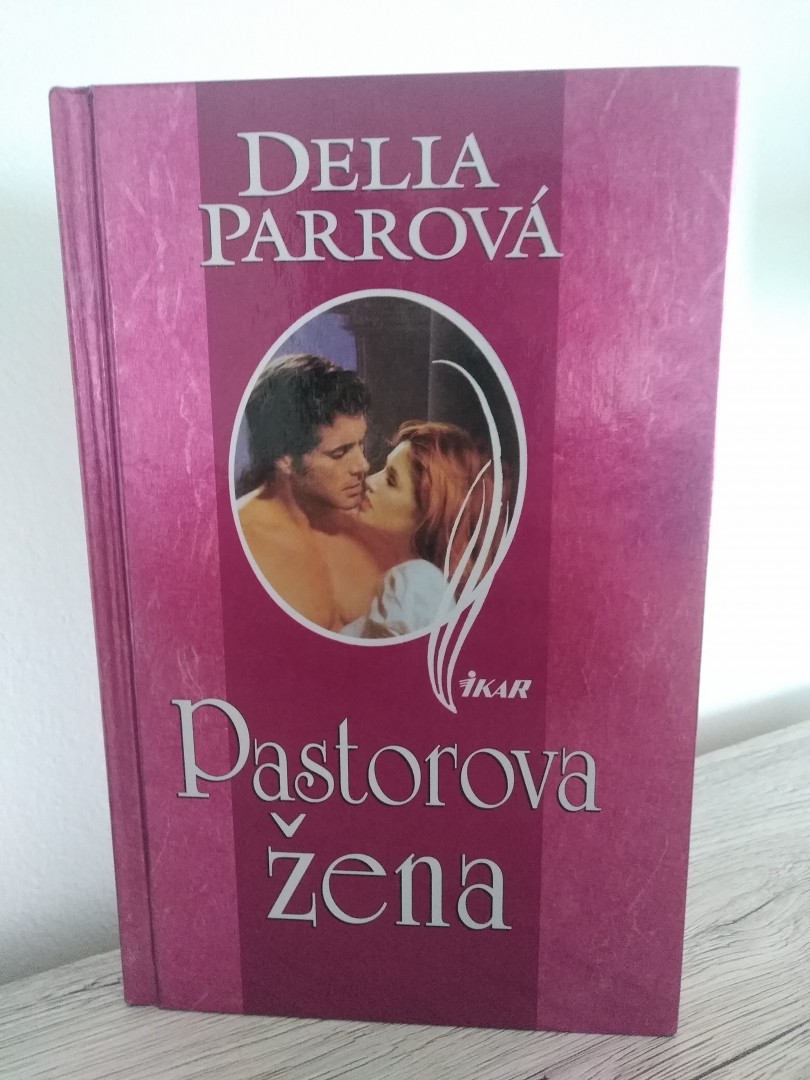 DELIA
PARROVÁ
IKAR
Pastorova
žena